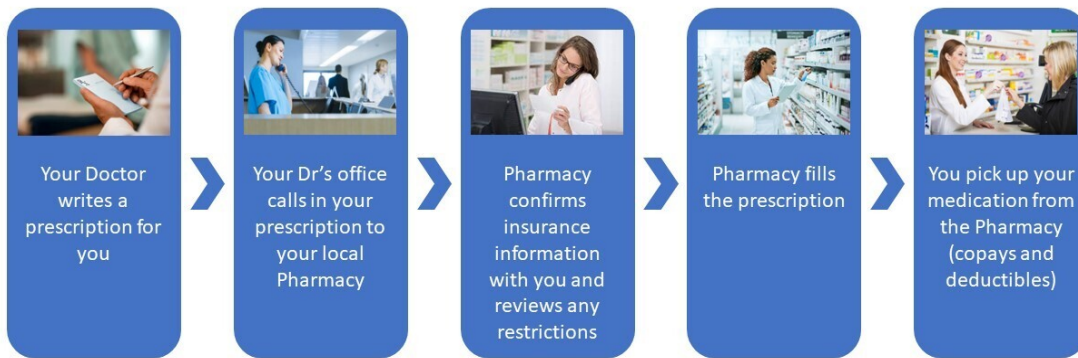 Your Doctor
writes a
prescription for
you
Your Dr’s office
calls in your
prescription to
your local
Pharmacy
Pharmacy
confirms
insurance
information
with you and
reviews any
restrictions
Pharmacy fills
the prescription
You pick up your
medication from
the Pharmacy
(copays and
deductibles)